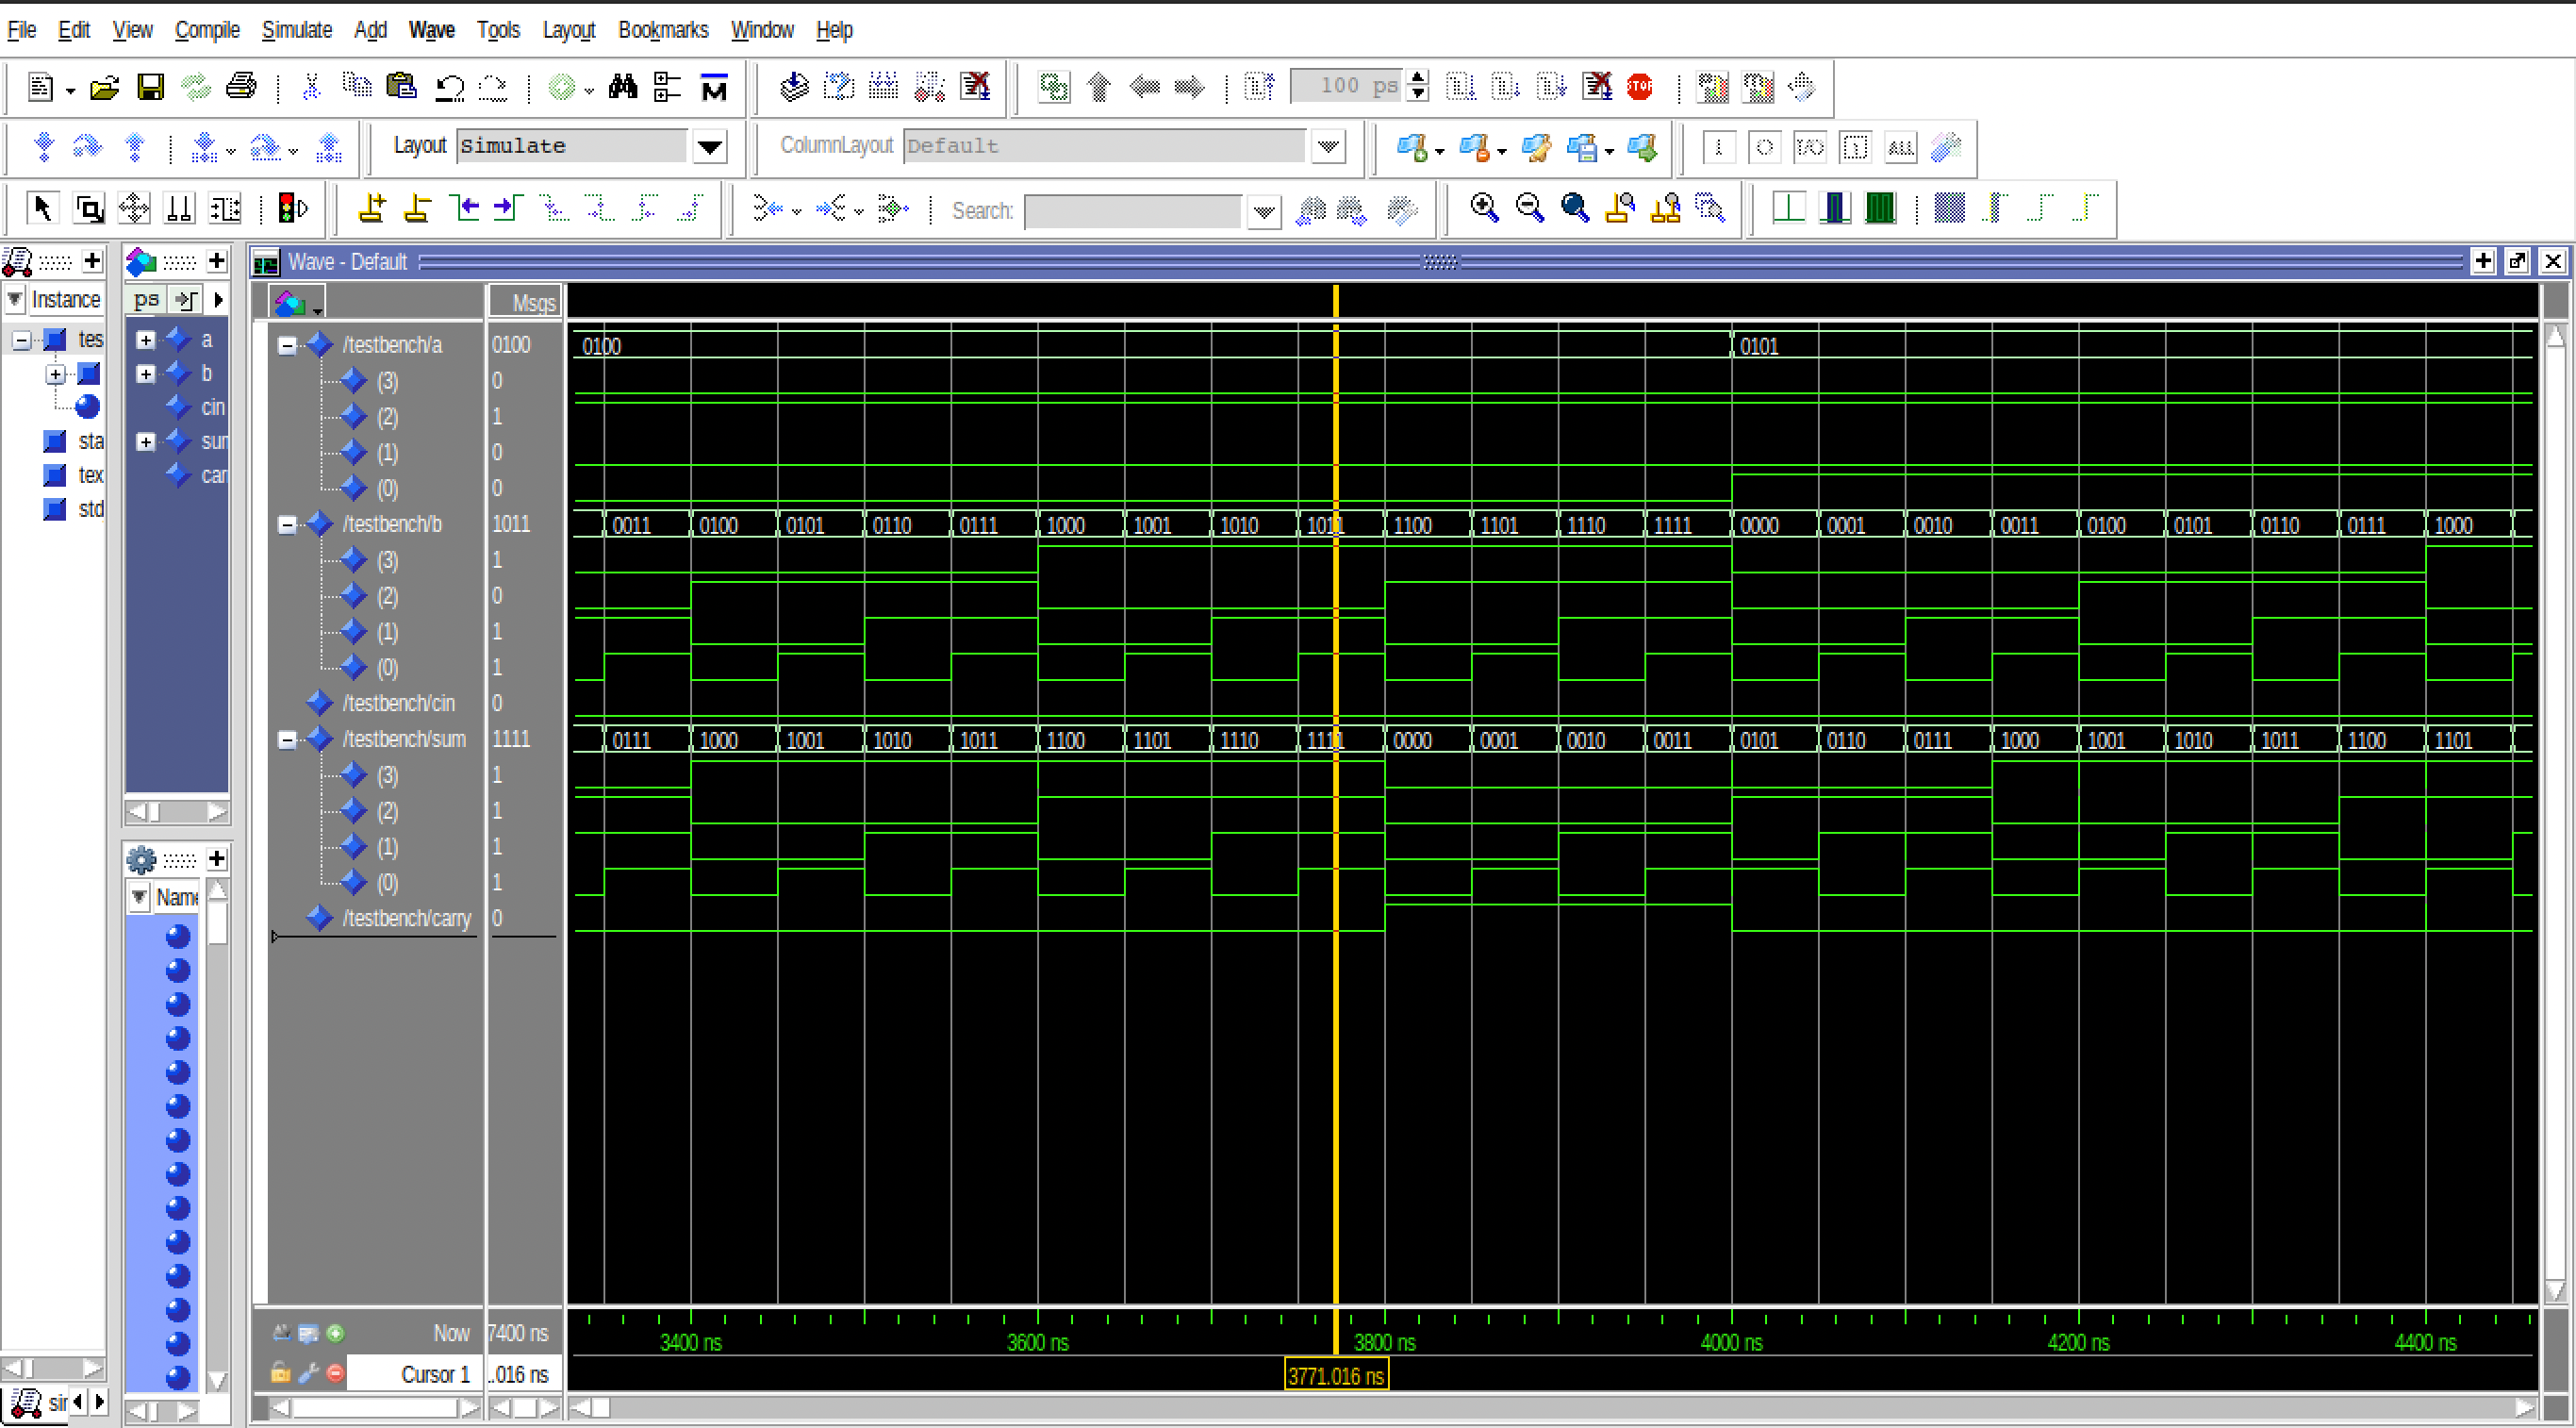 File Edit View Compile Simulate Add Wave Tools Layout Bookmarks Window Help
100 ps
STOP
Layout Simulate
ColumnLayout Default
I O I/O ALL
Search:
Wave - Default
Instance
ps
Msgs
tes
sta
tex
std
a
b
cin
sur
car
Name
sir
/testbench/a 0100 0100 0101
(3) 0
(2) 1
(1) 0
(0) 0
/testbench/b 1011 0011 0100 0101 0110 0111 1000 1001 1010 1011 1100 1101 1110 1111 0000 0001 0010 0011 0100 0101 0110 0111 1000
(3) 1
(2) 0
(1) 1
(0) 1
/testbench/cin 0
/testbench/sum 1111 0111 1000 1001 1010 1011 1100 1101 1110 1111 0000 0001 0010 0011 0101 0110 0111 1000 1001 1010 1011 1100 1101
(3) 1
(2) 1
(1) 1
(0) 1
/testbench/carry 0
Now 7400 ns 3400 ns 3600 ns 3800 ns 4000 ns 4200 ns 4400 ns
Cursor 1 .016 ns 3771.016 ns